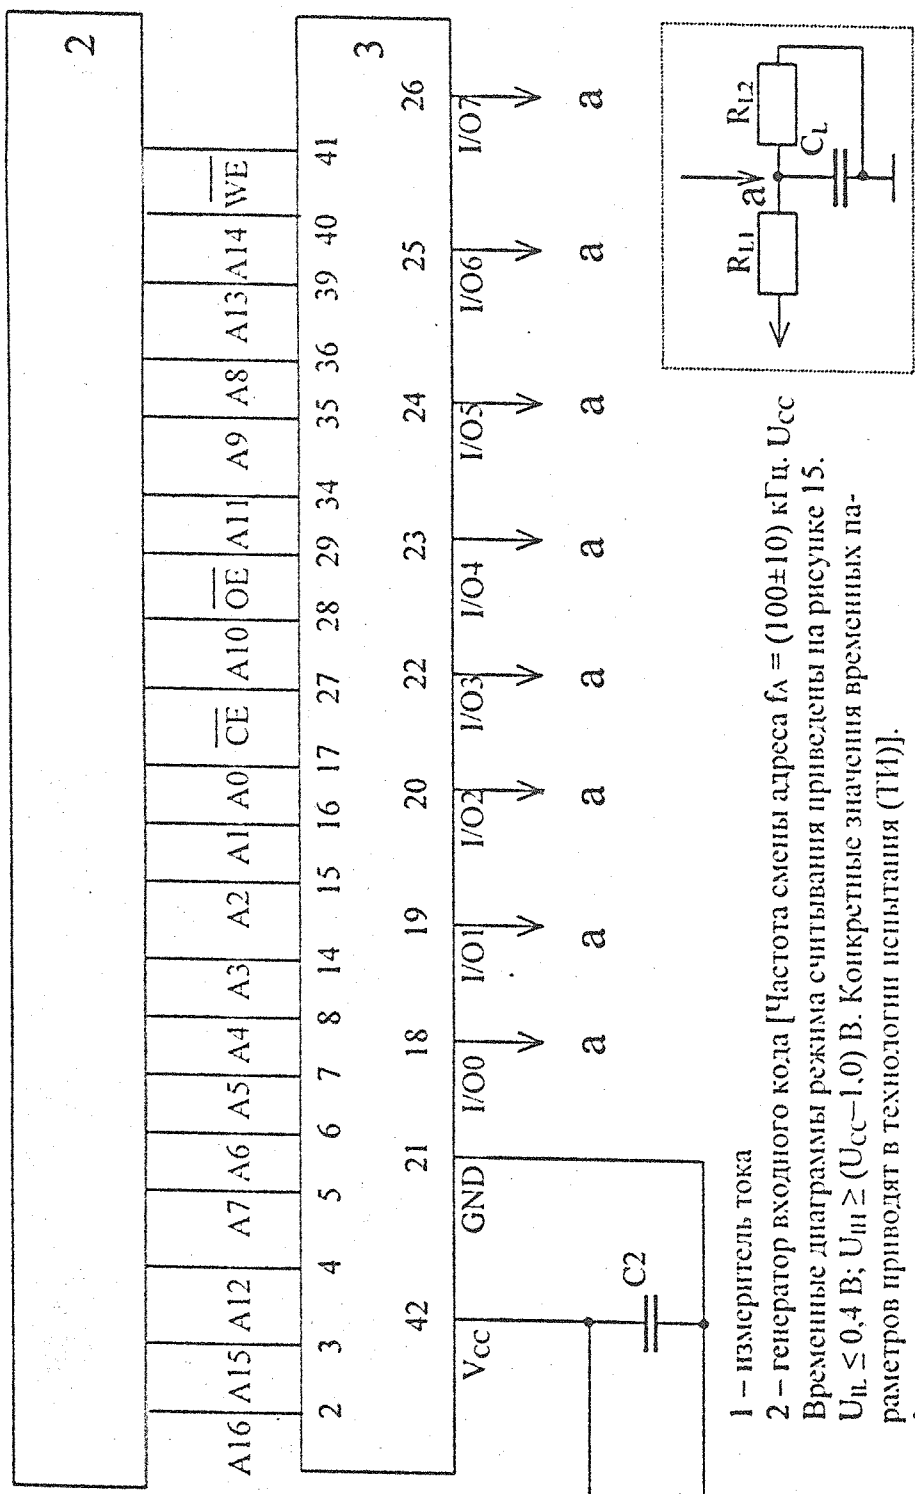 2
A16 A15 A12 A7 A6 A5 A4 A3 A2 A1 A0 CE A10 OE A11 A9 A8 A13 A14 WE
2 3 4 5 6 7 8 14 15 16 17 27 28 29 34 35 36 39 40 41
3
42 21 18 19 20 22 23 24 25 26
VCC GND I/O0 I/O1 I/O2 I/O3 I/O4 I/O5 I/O6 I/O7
a a a a a a a a
C2
RL1 a RL2
CL
1 – измеритель тока
2 – генератор входного кода [Частота смены адреса fА = (100±10) кГц. UCC
Временные диаграммы режима считывания приведены на рисунке 15.
UIL ≤ 0,4 В; UIH ≥ (UCC–1,0) В. Конкретные значения временных па-
раметров приводят в технологии испытания (ТИ)].